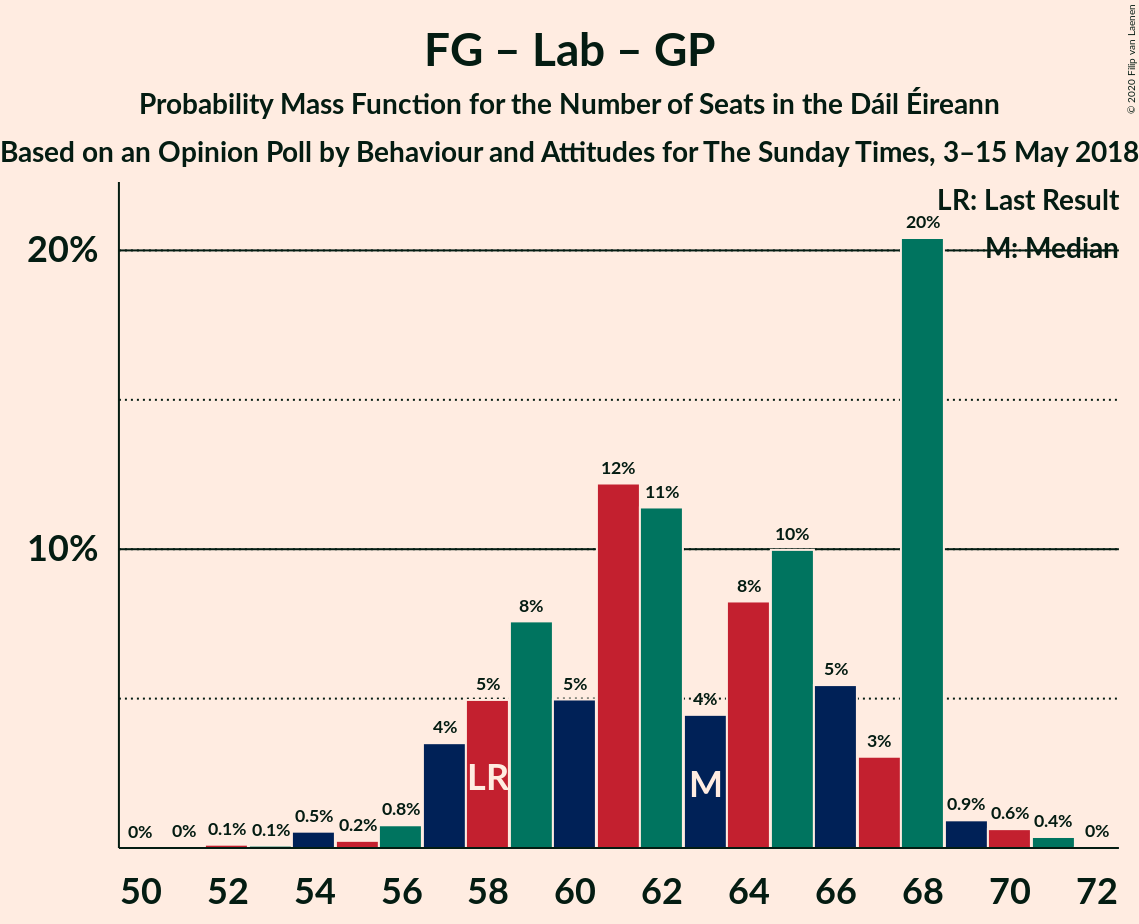 FG – Lab – GP
Probability Mass Function for the Number of Seats in the Dáil Éireann
Based on an Opinion Poll by Behaviour and Attitudes for The Sunday Times, 3–15 May 2018
© 2020 Filip van Laenen
LR: Last Result
M: Median
20%
10%
0%
0%
0.1%
0.1%
0.5%
0.2%
0.8%
4%
5%
8%
5%
12%
11%
4%
8%
10%
5%
3%
20%
0.9%
0.6%
0.4%
0%
LR
M
50 52 54 56 58 60 62 64 66 68 70 72